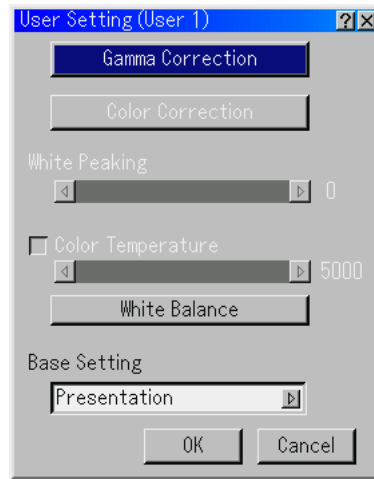 User Setting (User 1) ? ×
Gamma Correction
Color Correction
White Peaking
0
Color Temperature
5000
White Balance
Base Setting
Presentation
OK Cancel